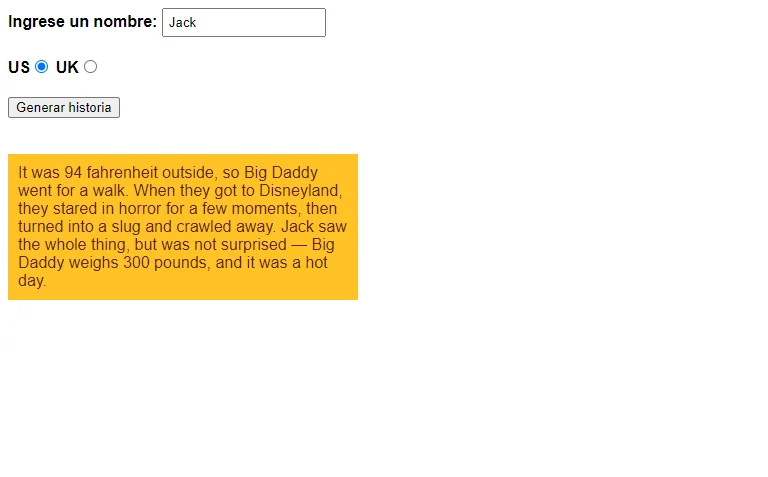 Ingrese un nombre: Jack
US UK
Generar historia
It was 94 fahrenheit outside, so Big Daddy
went for a walk. When they got to Disneyland,
they stared in horror for a few moments, then
turned into a slug and crawled away. Jack saw
the whole thing, but was not surprised — Big
Daddy weighs 300 pounds, and it was a hot
day.